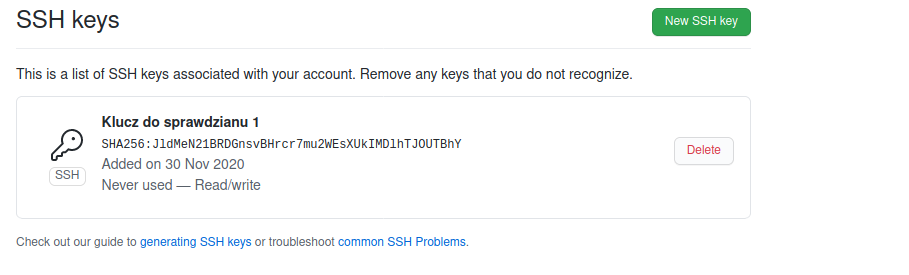 SSH keys
New SSH key
This is a list of SSH keys associated with your account. Remove any keys that you do not recognize.
Klucz do sprawdzianu 1
SHA256:JldMeN21BRDGnsvBHrcr7mu2WEsXUkIMDlhTJOUTBhY
Added on 30 Nov 2020
Never used — Read/write
SSH
Delete
Check out our guide to generating SSH keys or troubleshoot common SSH Problems.